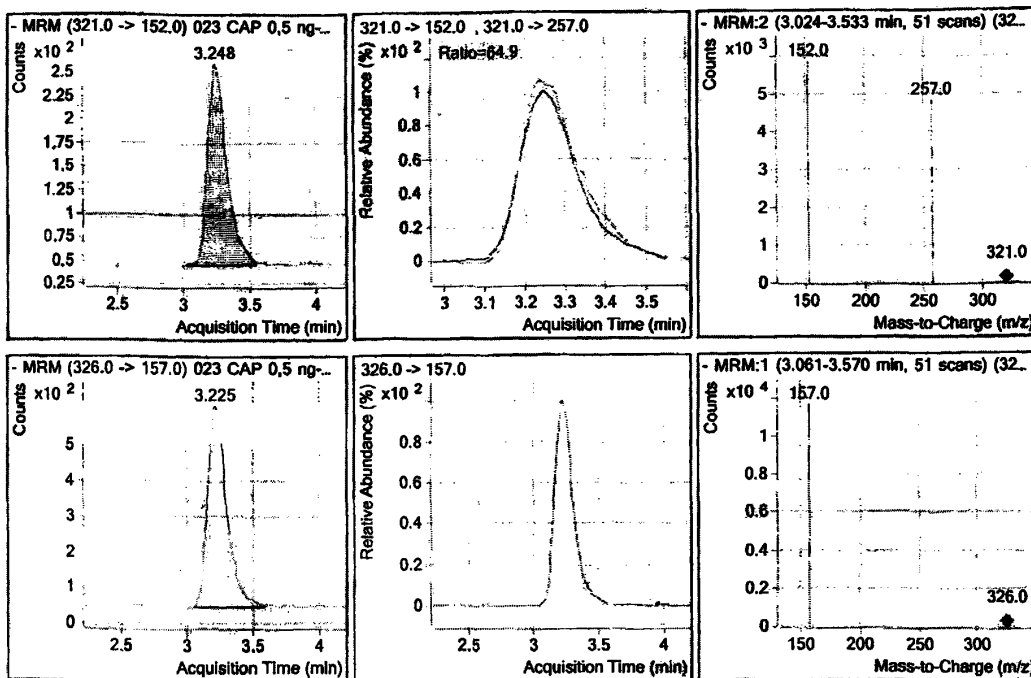 - MRM (321.0 -> 152.0) 023 CAP 0,5 ng-...
x10 2
Counts
3.248
2.5
2.25
2
1.75
1.5
1.25
1
0.75
0.5
0.25
2.5
3
3.5
4
Acquisition Time (min)
321.0 -> 152.0 , 321.0 -> 257.0
x10 2
Ratio=64.9
Relative Abundance (%)
1
0.8
0.6
0.4
0.2
0
3
3.1
3.2
3.3
3.4
3.5
Acquisition Time (min)
- MRM:2 (3.024-3.533 min, 51 scans) (32...
x10 3
Counts
152.0
257.0
321.0
5
4
3
2
1
0
150
200
250
300
Mass-to-Charge (m/z)
- MRM (326.0 -> 157.0) 023 CAP 0,5 ng-...
x10 2
Counts
3.225
5
4
3
2
1
0
2.5
3
3.5
4
Acquisition Time (min)
326.0 -> 157.0
x10 2
Relative Abundance (%)
1
0.8
0.6
0.4
0.2
0
2.5
3
3.5
4
Acquisition Time (min)
- MRM:1 (3.061-3.570 min, 51 scans) (32...
x10 4
Counts
157.0
326.0
1
0.8
0.6
0.4
0.2
0
150
200
250
300
Mass-to-Charge (m/z)